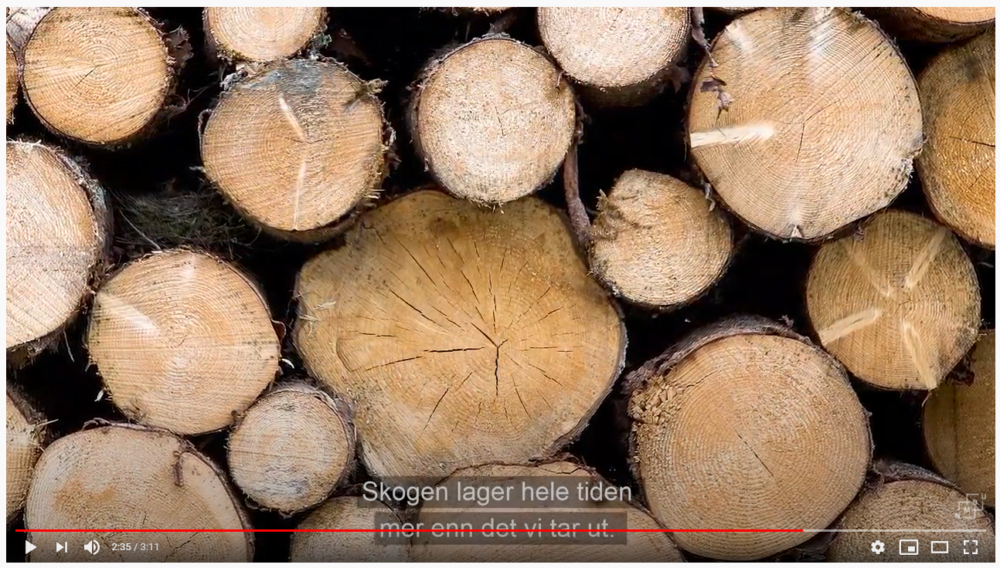 Skogen lager hele tiden
mer enn det vi tar ut.
2:35 / 3:11
N M B U